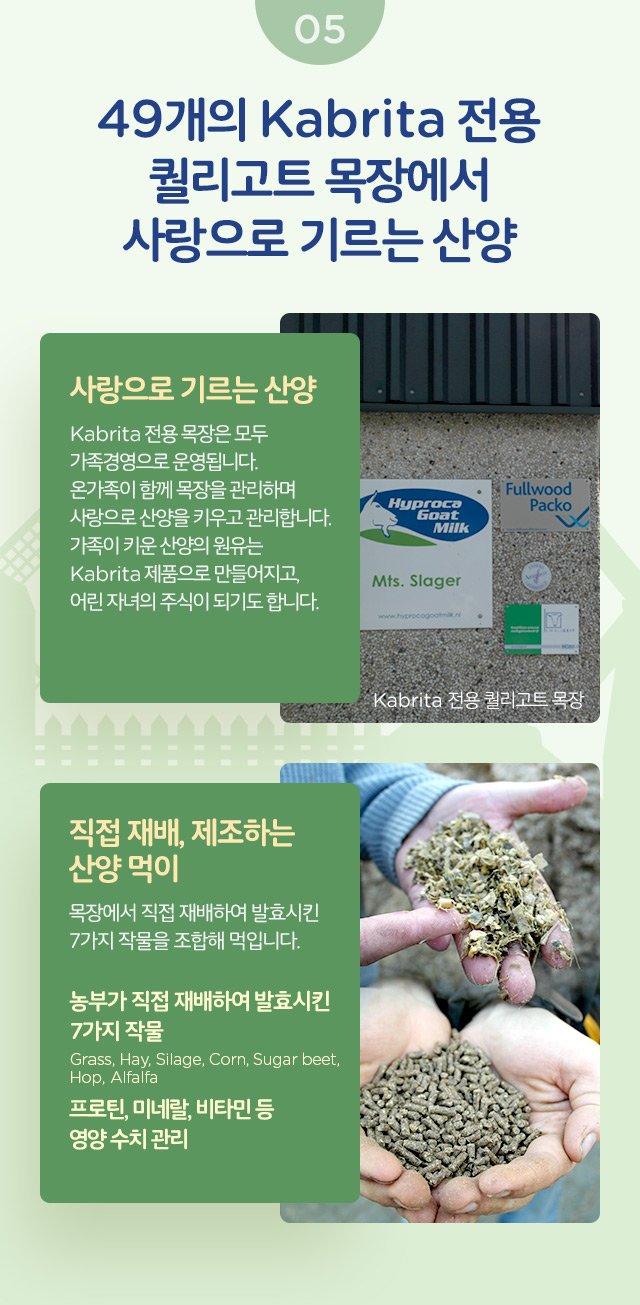 05
49개의 Kabrita 전용
퀄리고트 목장에서
사랑으로 기르는 산양
사랑으로 기르는 산양
Kabrita 전용 목장은 모두
가족경영으로 운영됩니다.
온가족이 함께 목장을 관리하며
사랑으로 산양을 키우고 관리합니다.
가족이 키운 산양의 원유는
Kabrita 제품으로 만들어지고,
어린 자녀의 주식이 되기도 합니다.
Hyproca
Goat
Milk
Mts. Slager
www.hyprocagoatmilk.nl
Fullwood
Packo
Kabrita 전용 퀄리고트 목장
직접 재배, 제조하는
산양 먹이
목장에서 직접 재배하여 발효시킨
7가지 작물을 조합해 먹입니다.
농부가 직접 재배하여 발효시킨
7가지 작물
Grass, Hay, Silage, Corn, Sugar beet,
Hop, Alfalfa
프로틴, 미네랄, 비타민 등
영양 수치 관리